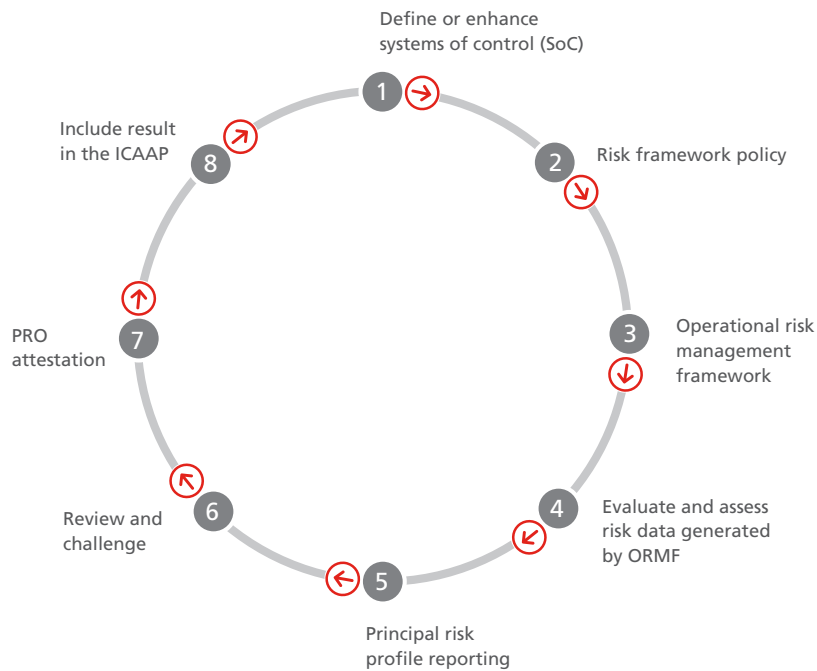 1
Define or enhance
systems of control (SoC)
2
Risk framework policy
3
Operational risk
management
framework
4
Evaluate and assess
risk data generated
by ORMF
5
Principal risk
profile reporting
6
Review and
challenge
7
PRO
attestation
8
Include result
in the ICAAP